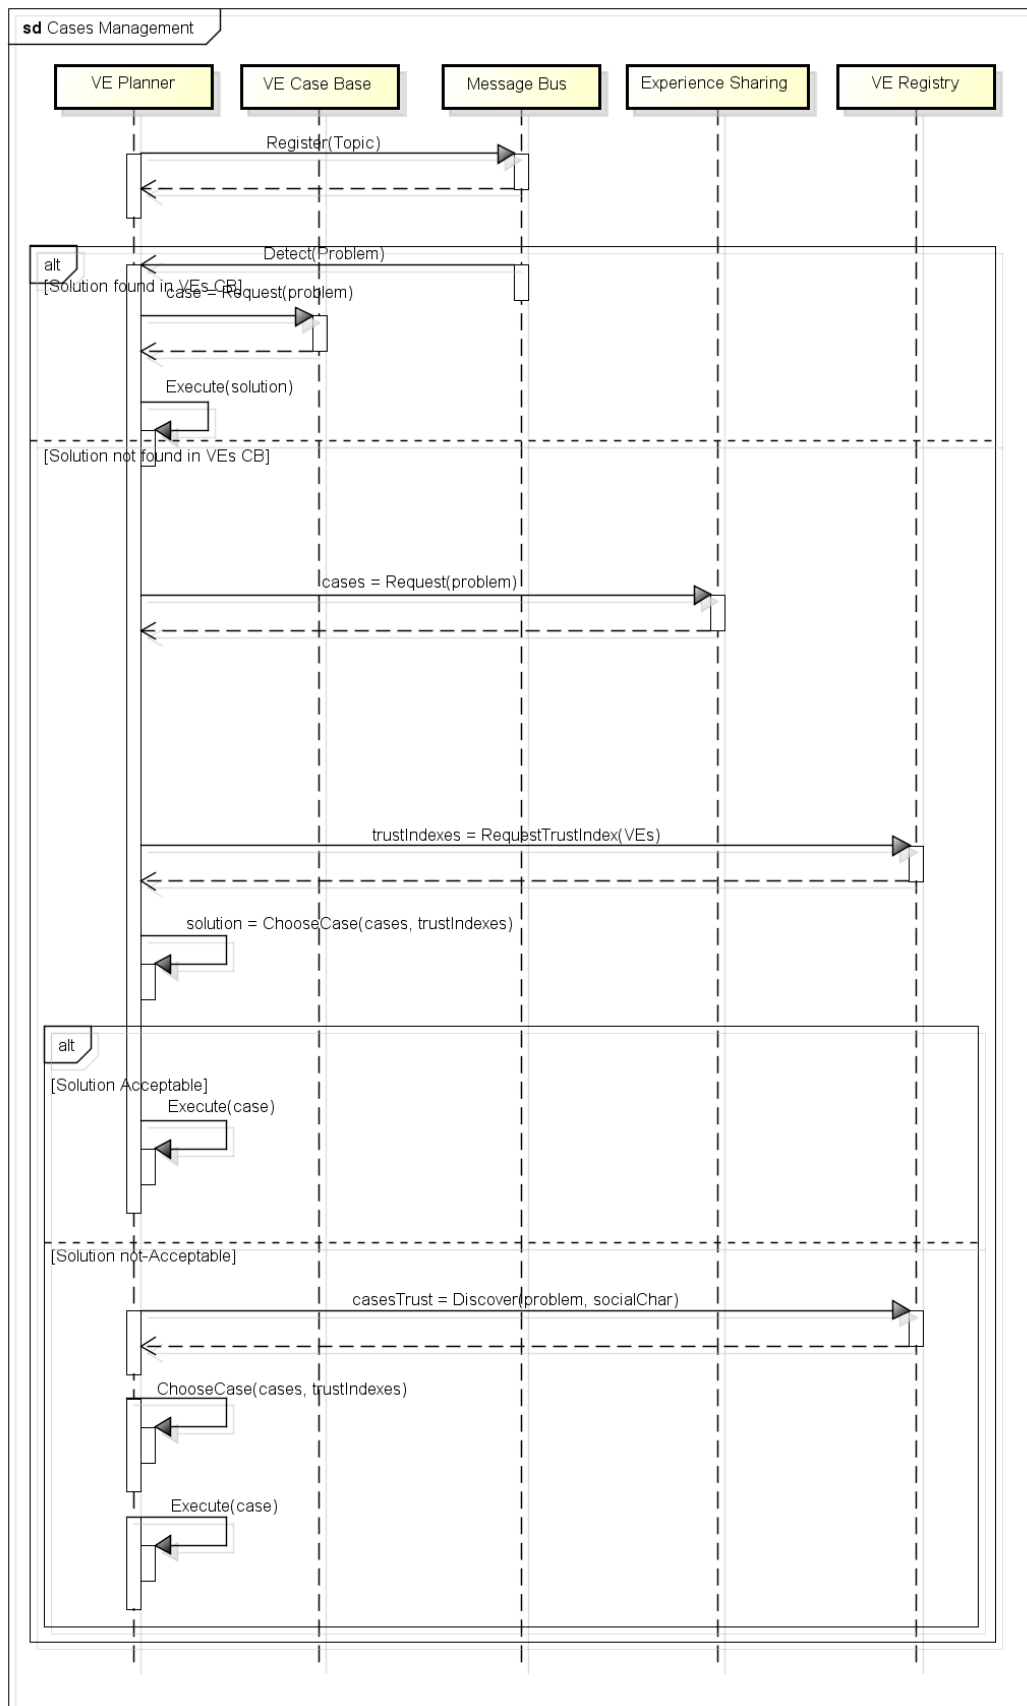 sd Cases Management
VE Planner
VE Case Base
Message Bus
Experience Sharing
VE Registry
Register(Topic)
alt
Detect(Problem)
[Solution found in VEs CB]
case = Request(problem)
Execute(solution)
[Solution not found in VEs CB]
cases = Request(problem)
trustIndexes = RequestTrustIndex(VEs)
solution = ChooseCase(cases, trustIndexes)
alt
[Solution Acceptable]
Execute(case)
[Solution not-Acceptable]
casesTrust = Discover(problem, socialChar)
ChooseCase(cases, trustIndexes)
Execute(case)